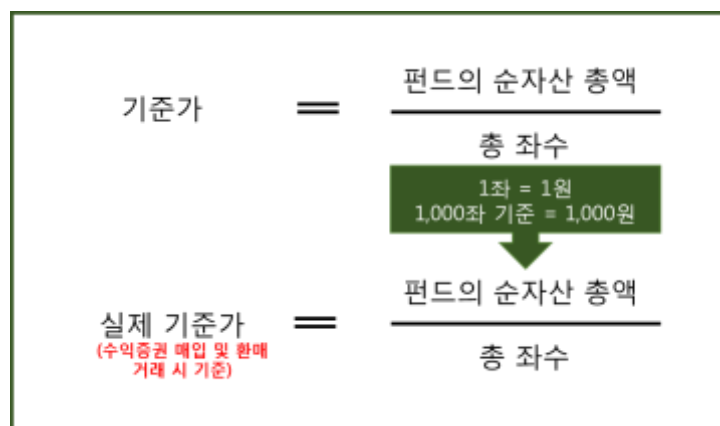 펀드의 순자산 총액
기준가 =
총 좌수
1좌 = 1원
1,000좌 기준 = 1,000원
펀드의 순자산 총액
실제 기준가 =
(수익증권 매입 및 환매
거래 시 기준)
총 좌수